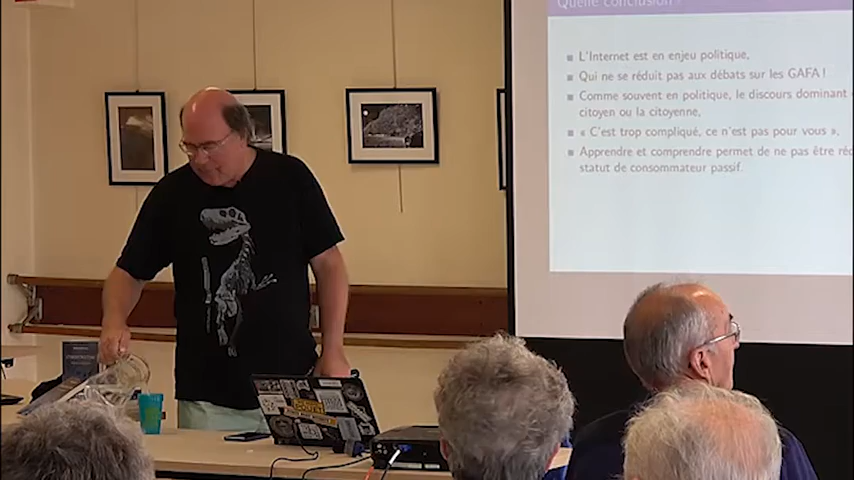 Quelle conclusion ?
L'Internet est en enjeu politique,
Qui ne se réduit pas aux débats sur les GAFA !
Comme souvent en politique, le discours dominant
citoyen ou la citoyenne,
« C'est trop compliqué, ce n'est pas pour vous ».
Apprendre et comprendre permet de ne pas être
statut de consommateur passif.